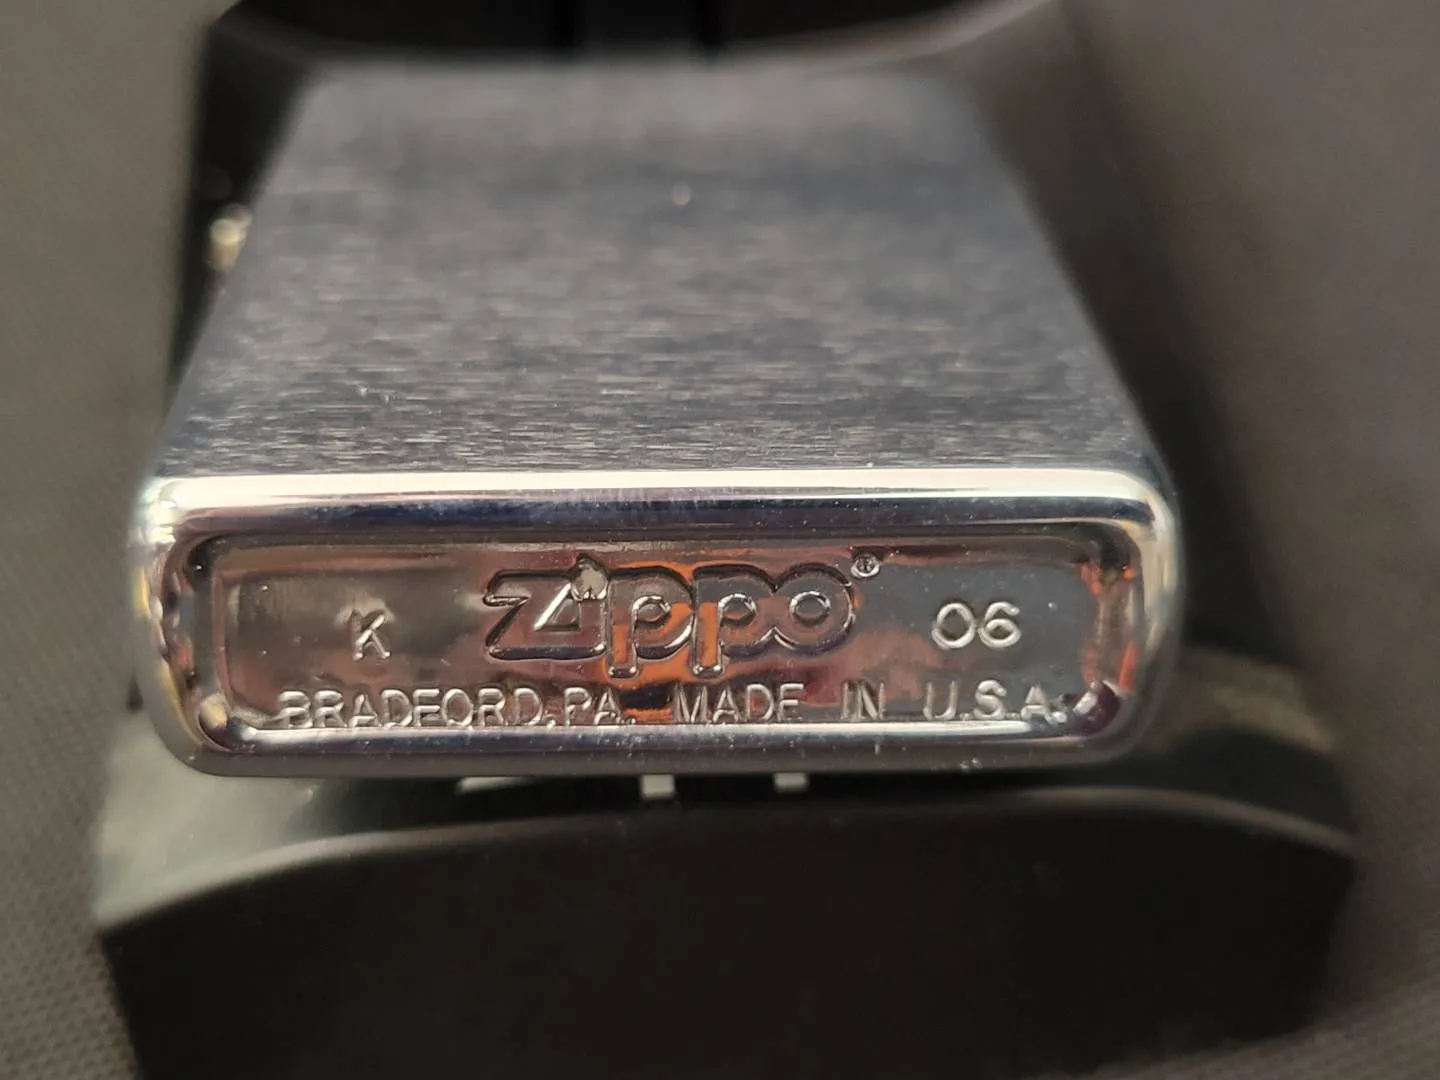 K Zippo® 06
BRADFORD, PA. MADE IN U.S.A.